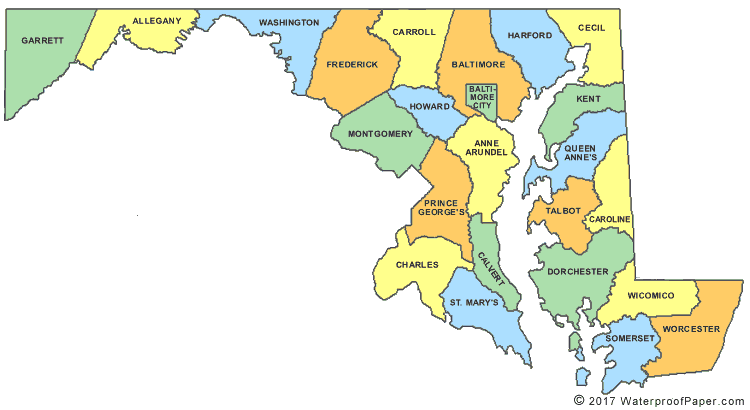 GARRETT
ALLEGANY
WASHINGTON
FREDERICK
CARROLL
BALTIMORE
HARFORD
CECIL
BALTI-
MORE
CITY
KENT
HOWARD
MONTGOMERY
ANNE
ARUNDEL
QUEEN
ANNE'S
PRINCE
GEORGE'S
TALBOT
CAROLINE
CHARLES
CALVERT
DORCHESTER
ST. MARY'S
WICOMICO
SOMERSET
WORCESTER
© 2017 WaterproofPaper.com